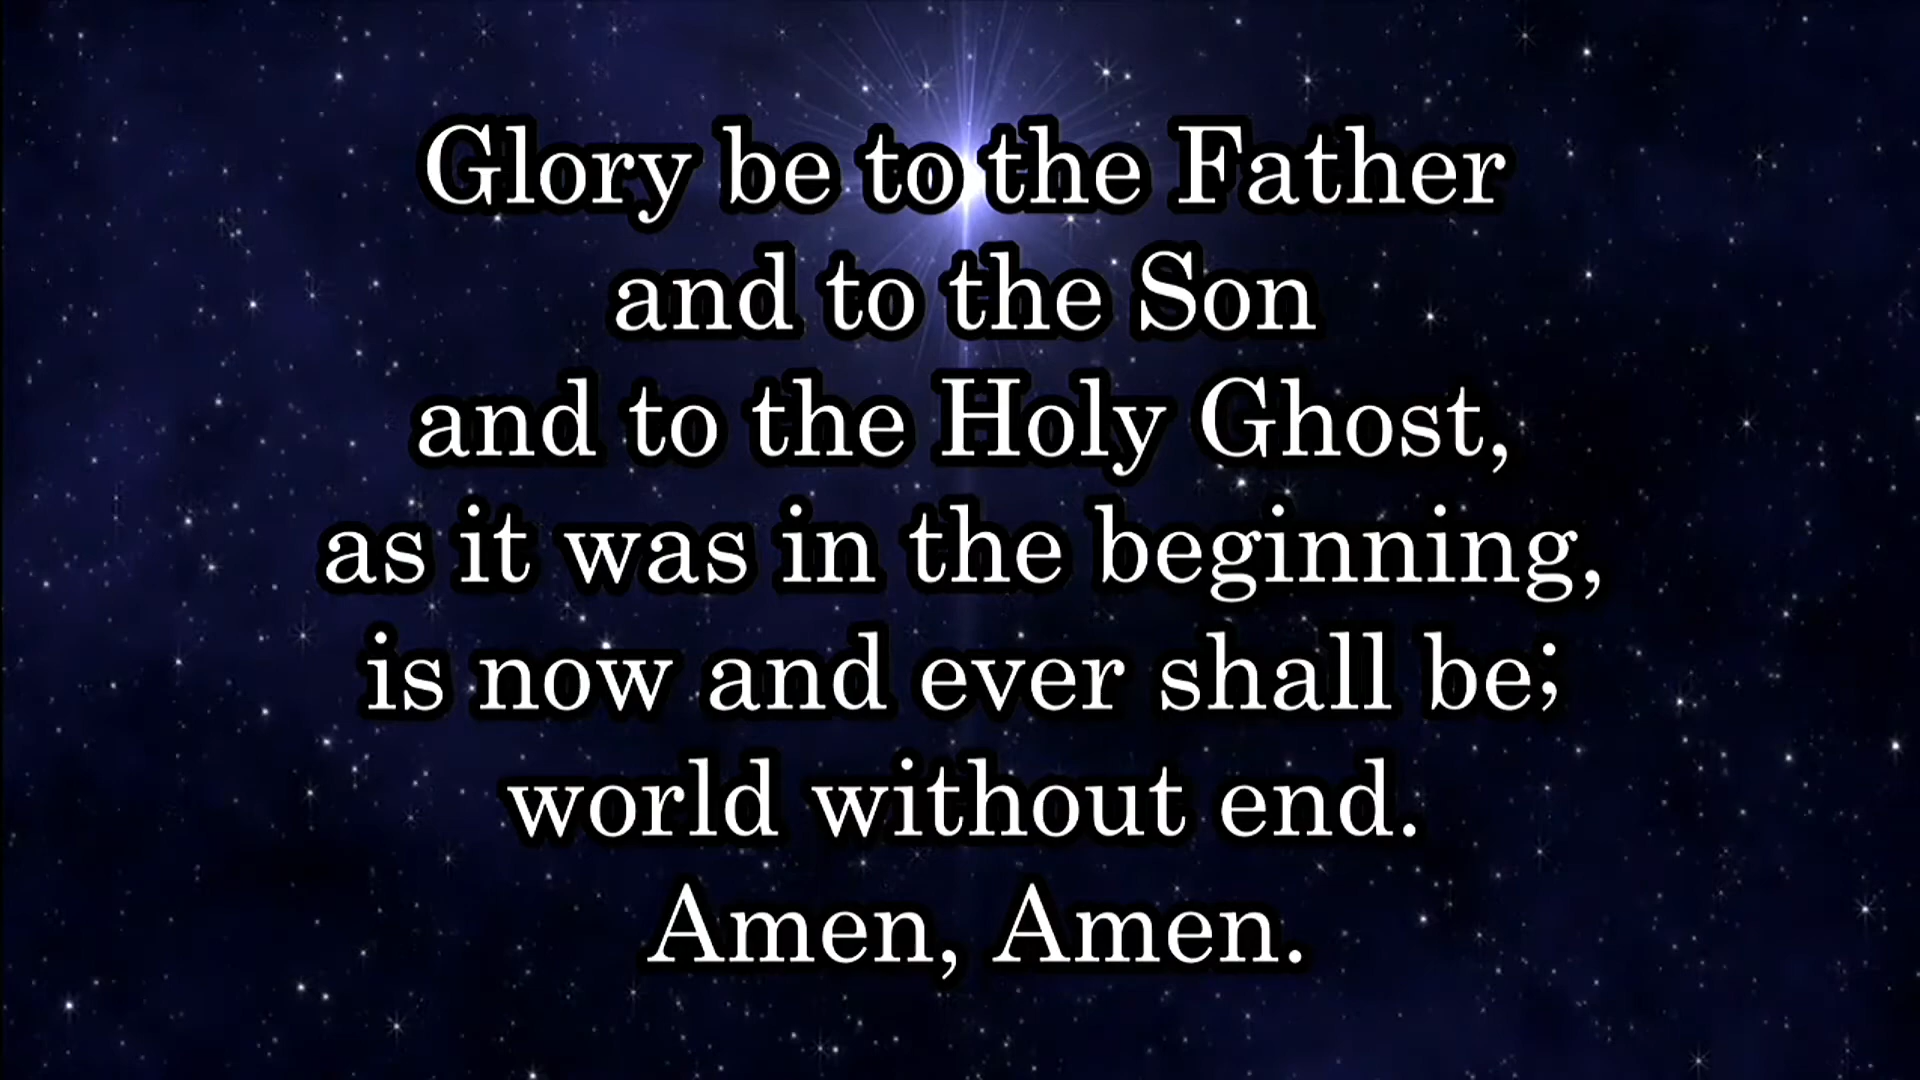 Glory be to the Father
and to the Son
and to the Holy Ghost,
as it was in the beginning,
is now and ever shall be;
world without end.
Amen, Amen.